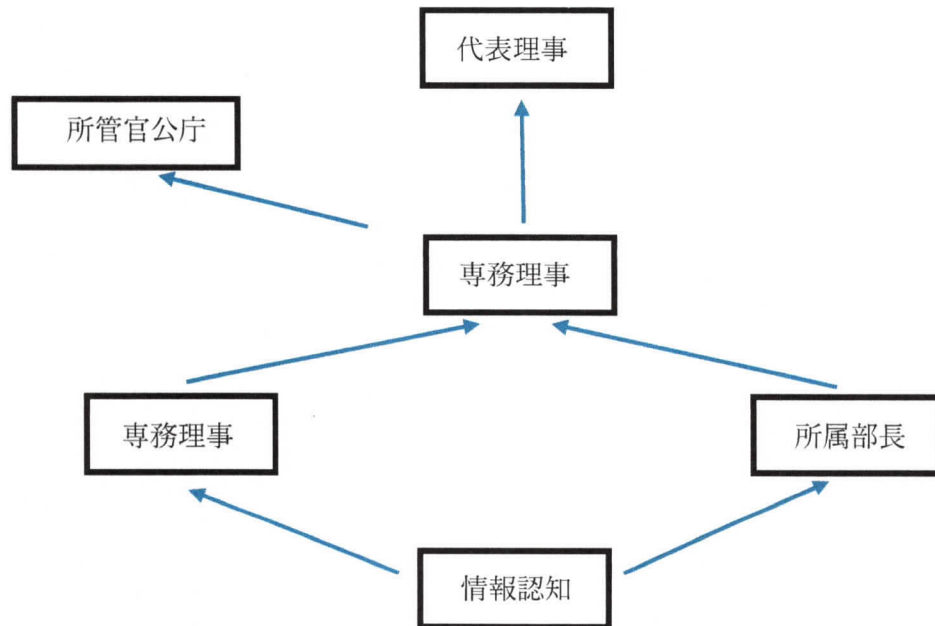 代表理事
所管官公庁
専務理事
専務理事
所属部長
情報認知